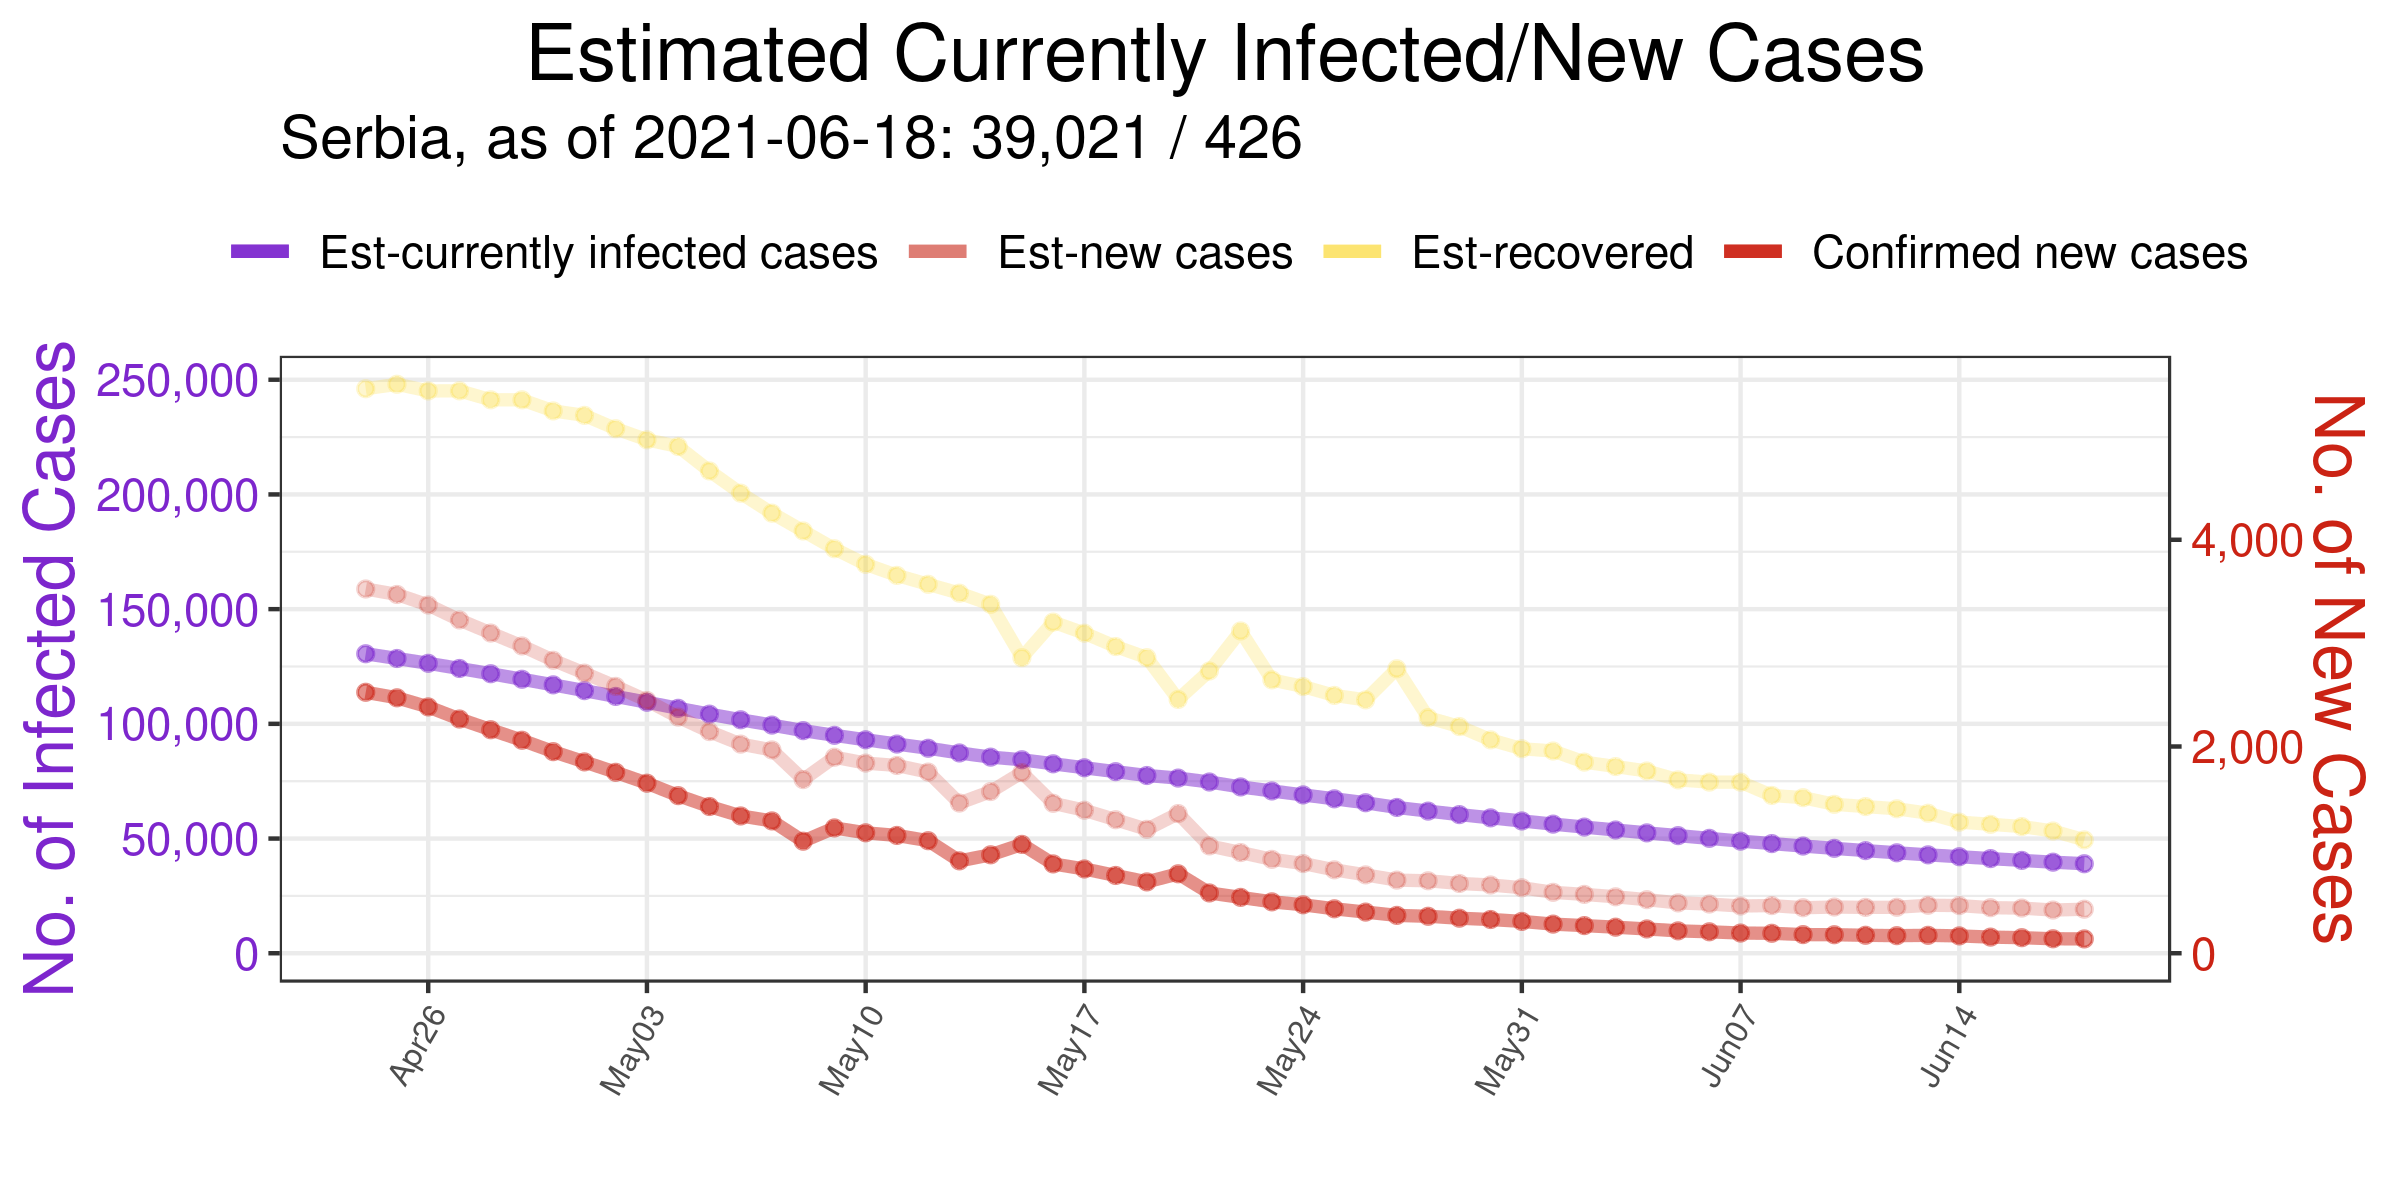 Estimated Currently Infected/New Cases
Serbia, as of 2021-06-18: 39,021 / 426
Est-currently infected cases Est-new cases Est-recovered Confirmed new cases
No. of Infected Cases
250,000
200,000
150,000
100,000
50,000
0
4,000
2,000
0
No. of New Cases
Apr26 May03 May10 May17 May24 May31 Jun07 Jun14